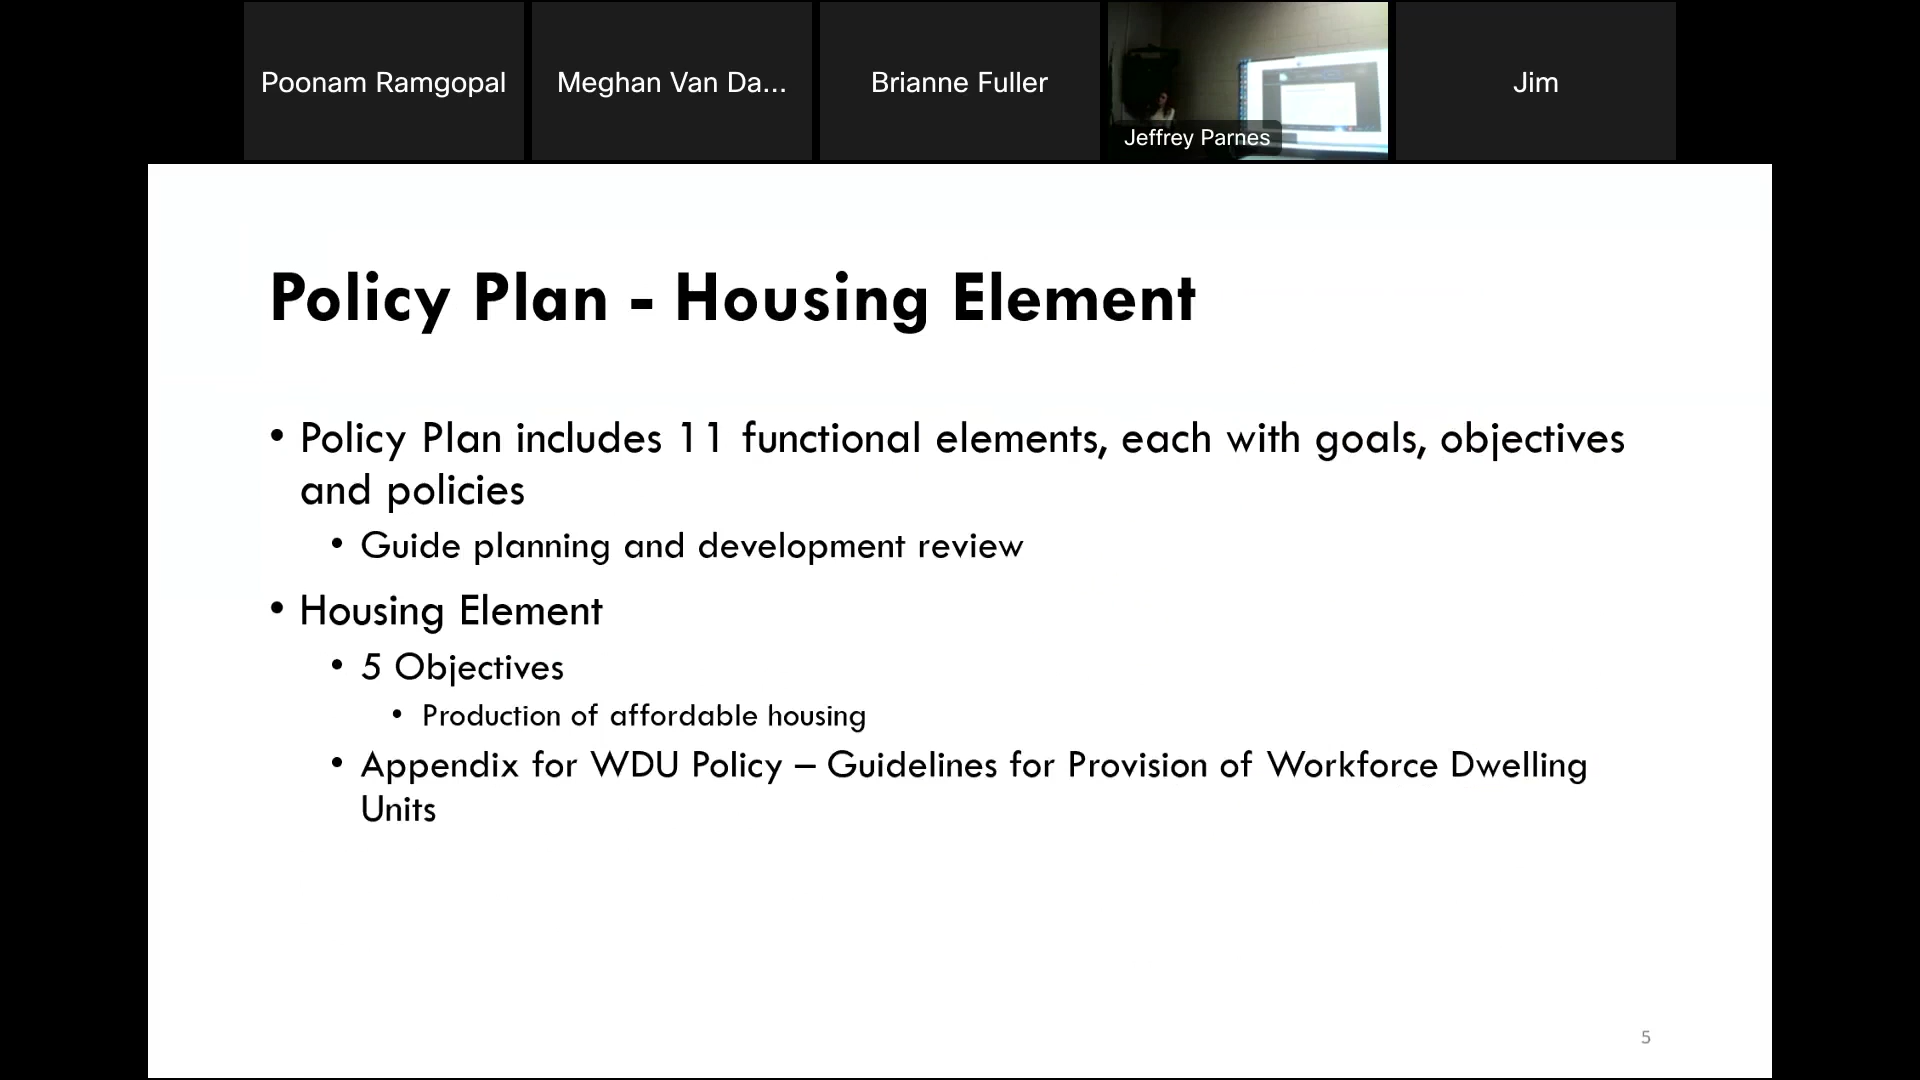 Poonam Ramgopal
Meghan Van Da...
Brianne Fuller
Jeffrey Parnes
Jim
Policy Plan - Housing Element
• Policy Plan includes 11 functional elements, each with goals, objectives
and policies
• Guide planning and development review
• Housing Element
• 5 Objectives
• Production of affordable housing
• Appendix for WDU Policy – Guidelines for Provision of Workforce Dwelling
Units
5